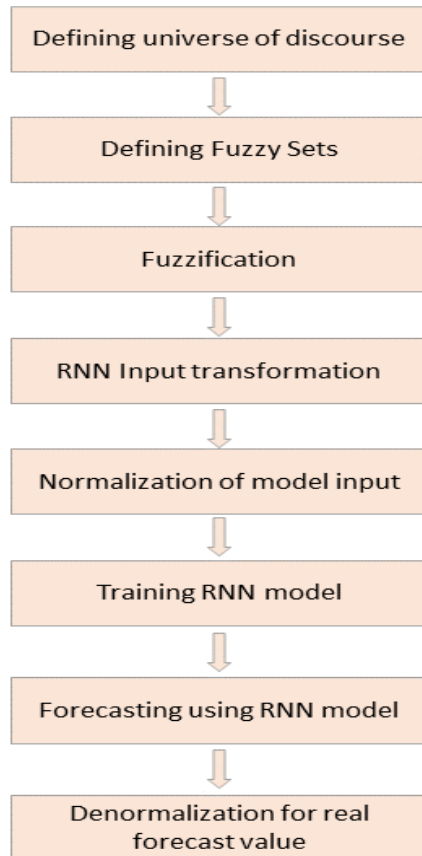 Defining universe of discourse
Defining Fuzzy Sets
Fuzzification
RNN Input transformation
Normalization of model input
Training RNN model
Forecasting using RNN model
Denormalization for real
forecast value